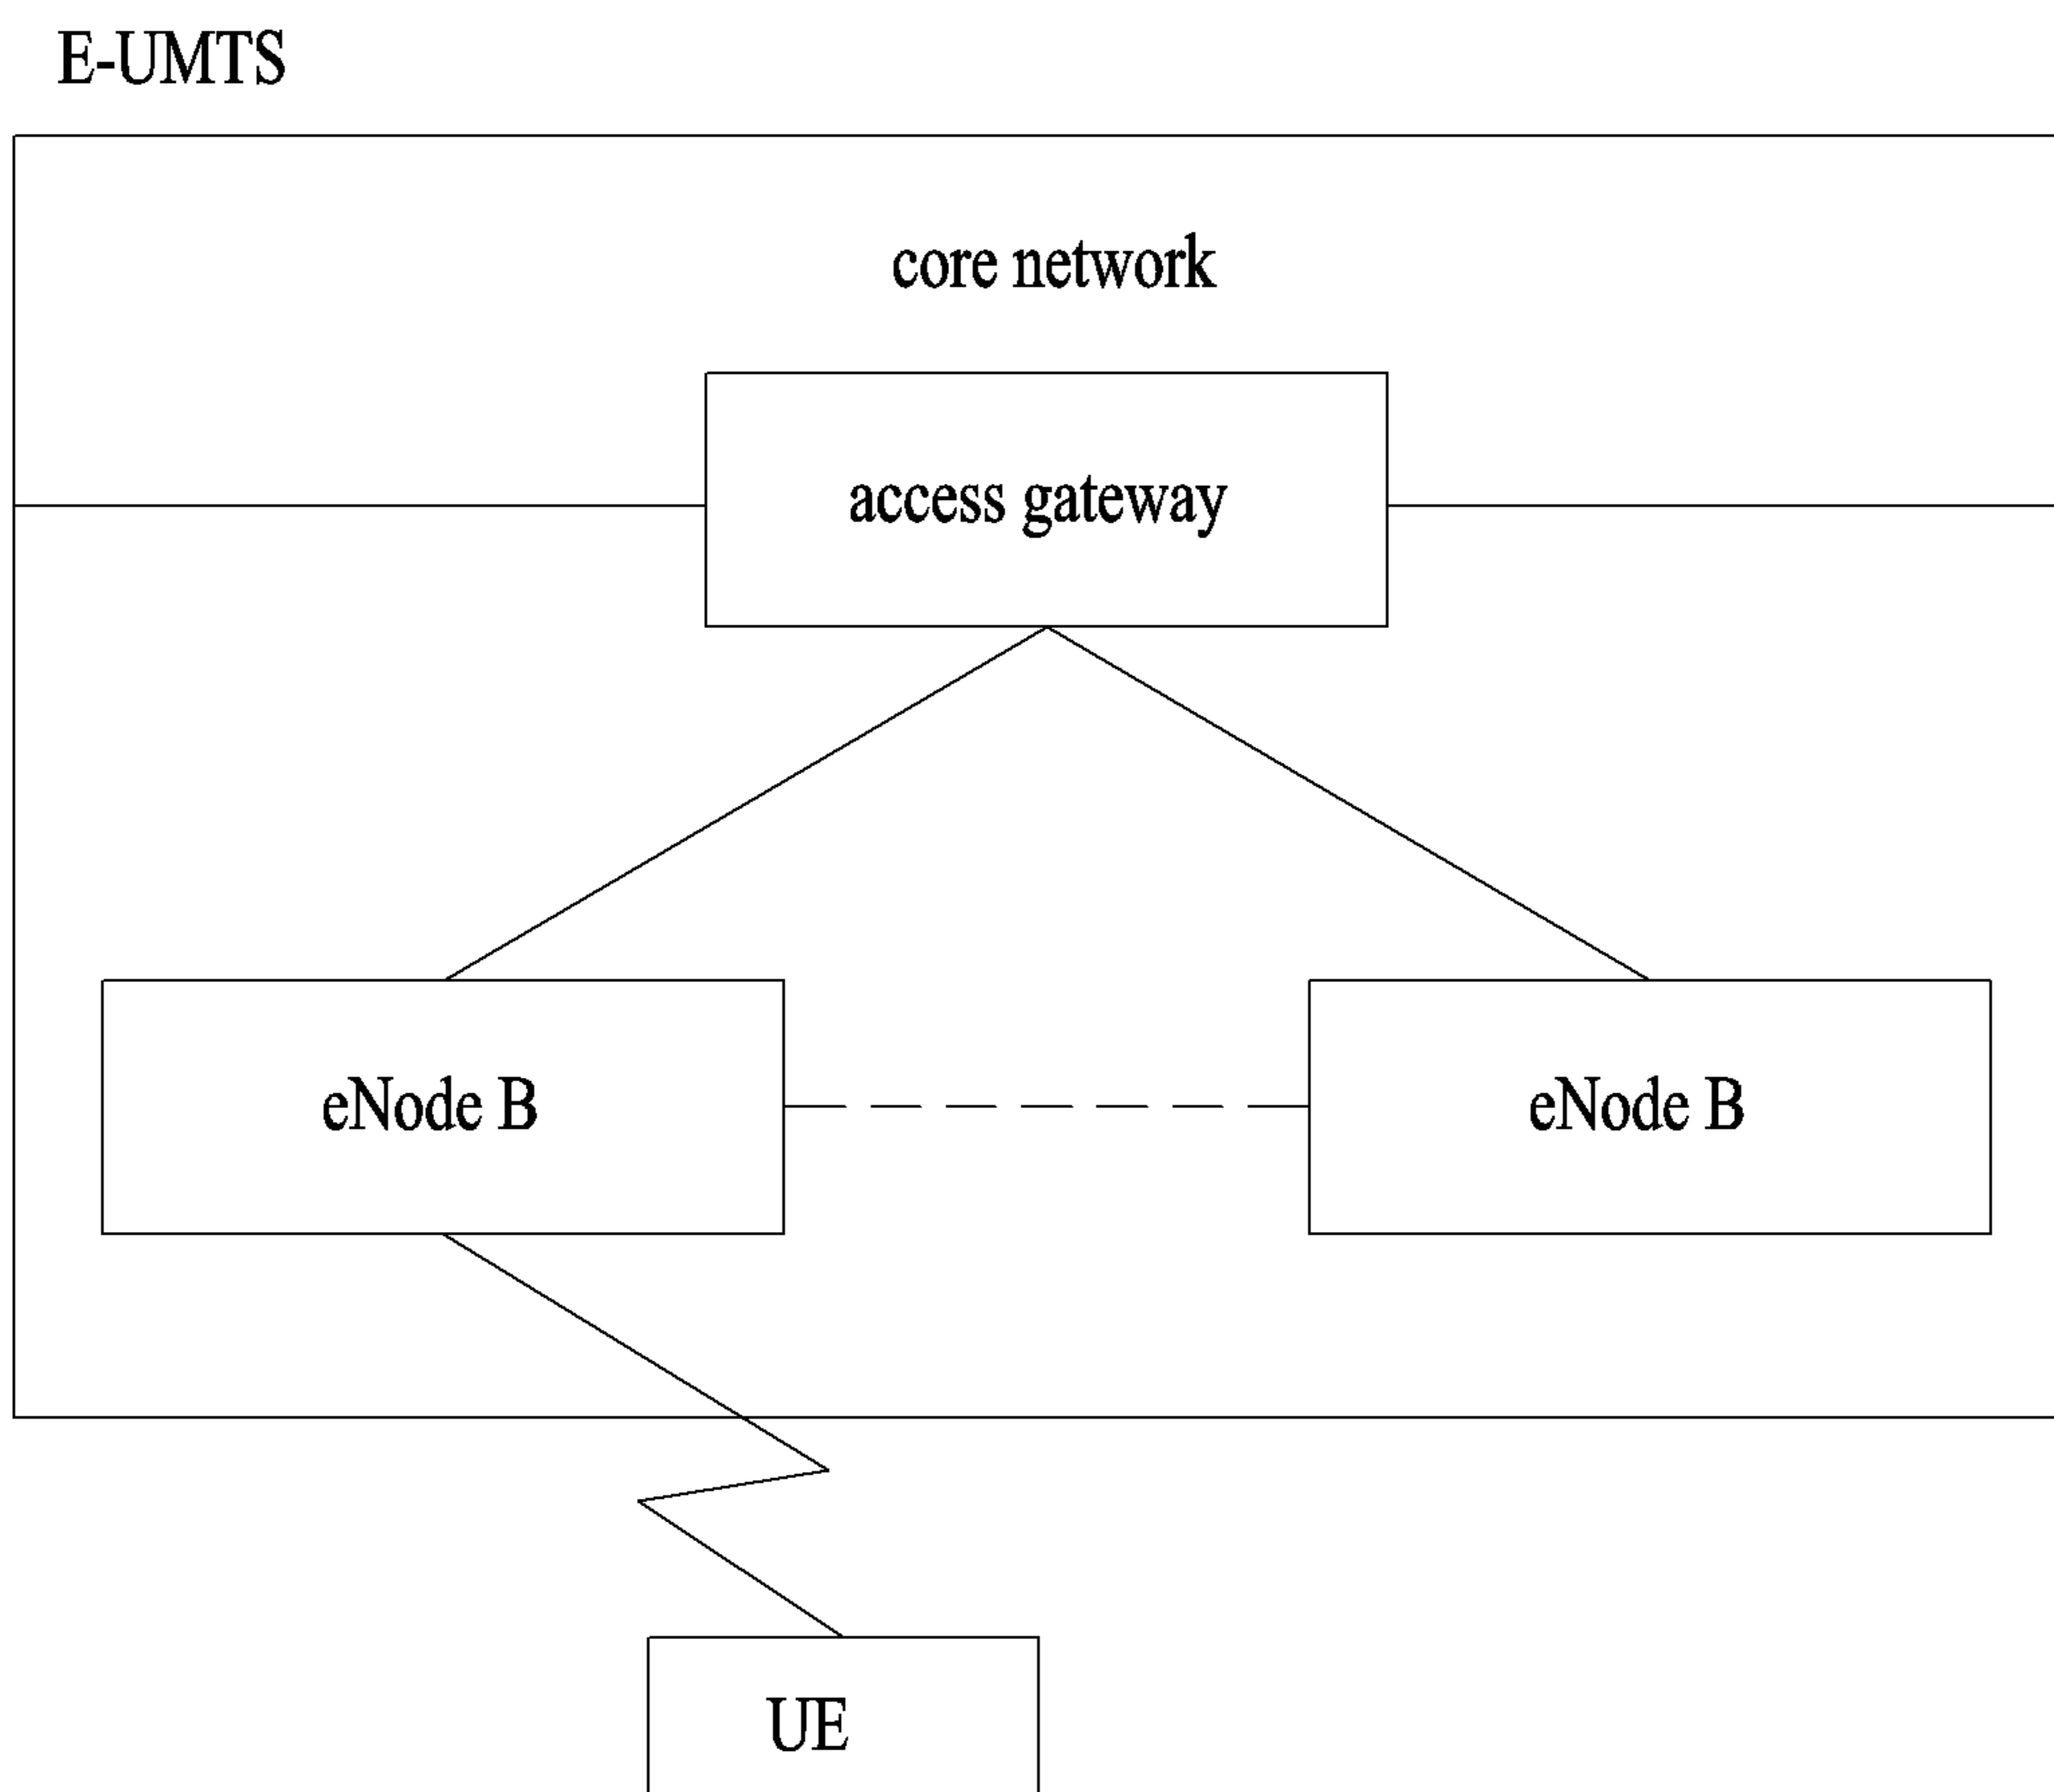 E-UMTS
core network
access gateway
eNode B
eNode B
UE